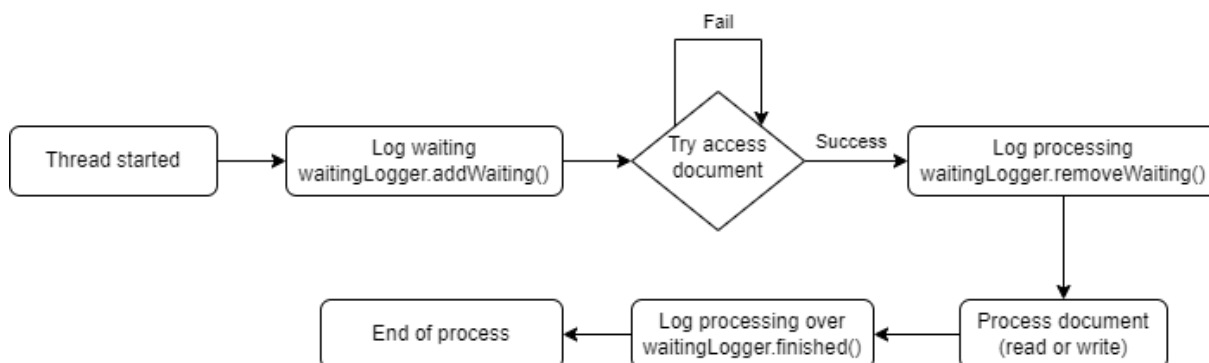 Fail
Thread started
Log waiting
waitingLogger.addWaiting()
Try access
document
Success
Log processing
waitingLogger.removeWaiting()
Process document
(read or write)
Log processing over
waitingLogger.finished()
End of process